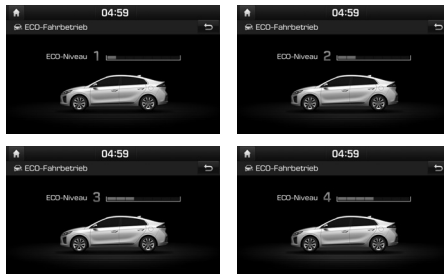 04:59
ECO-Fahrbetrieb
ECO-Niveau 1
04:59
ECO-Fahrbetrieb
ECO-Niveau 2
04:59
ECO-Fahrbetrieb
ECO-Niveau 3
04:59
ECO-Fahrbetrieb
ECO-Niveau 4